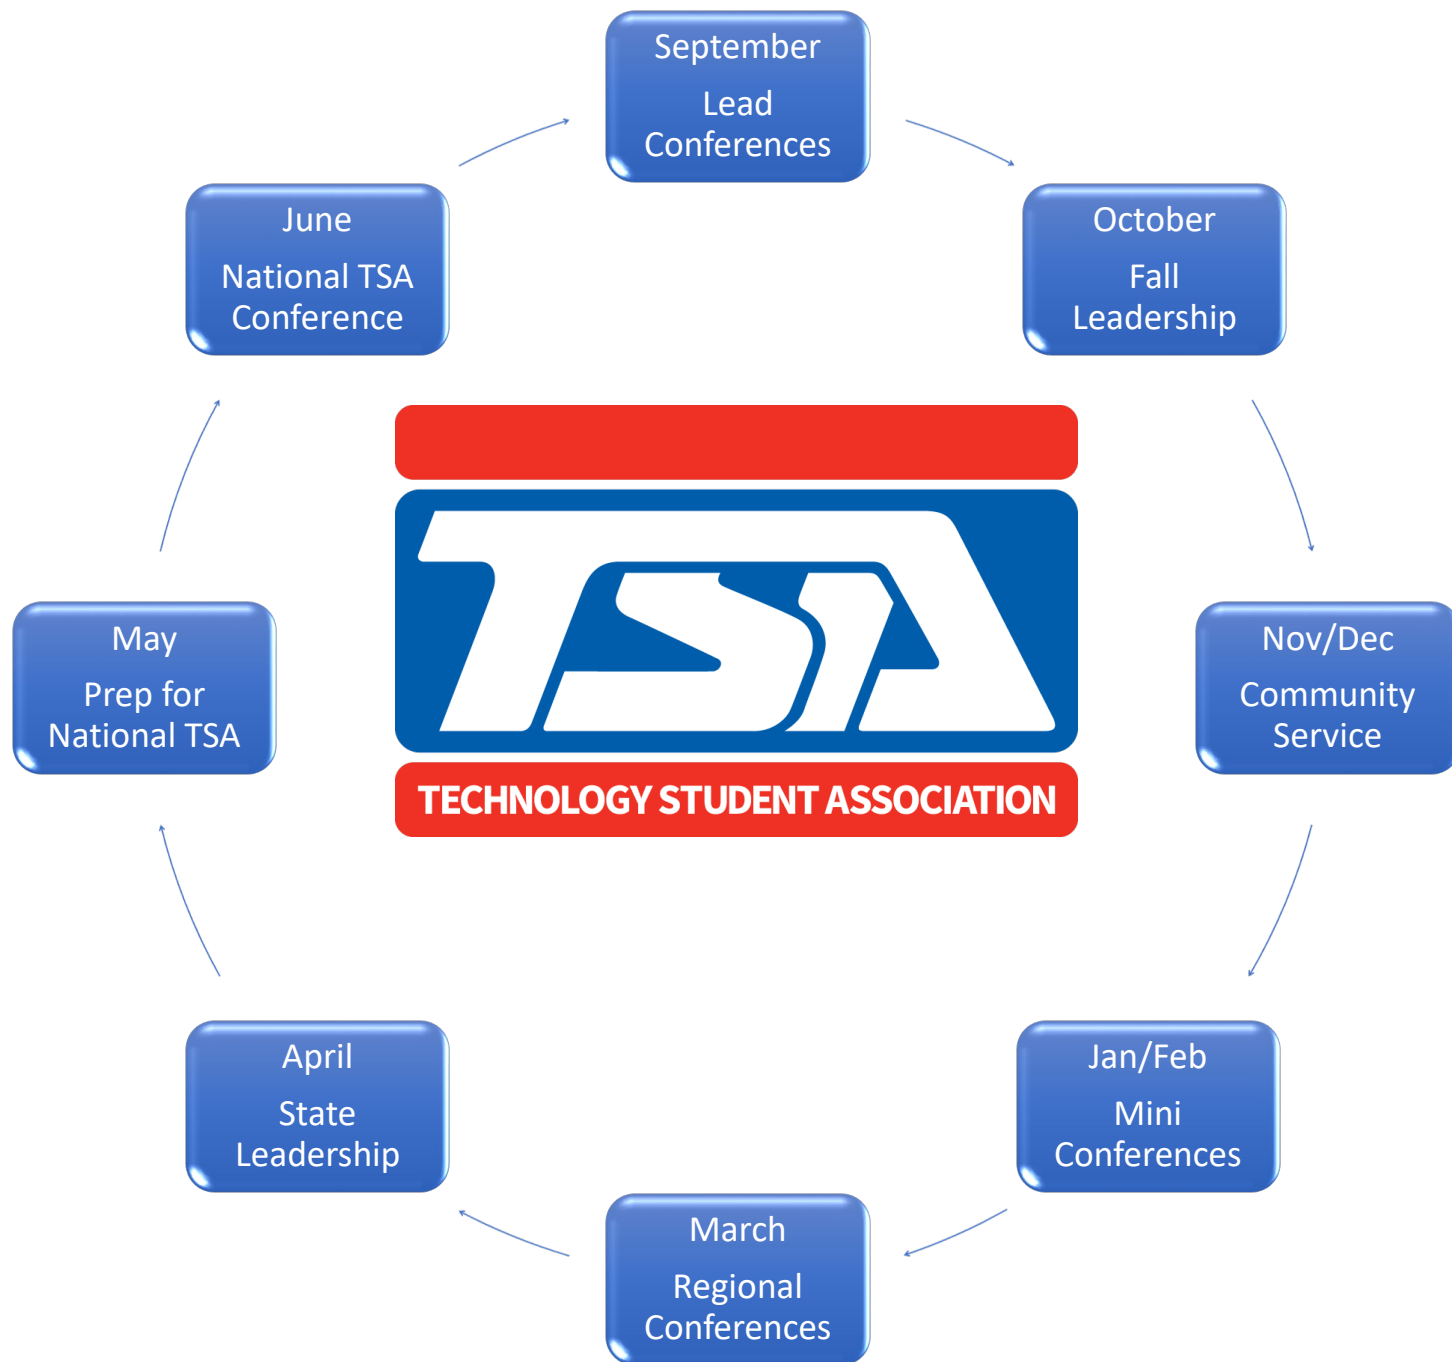 September
Lead
Conferences
October
Fall
Leadership
Nov/Dec
Community
Service
Jan/Feb
Mini
Conferences
March
Regional
Conferences
April
State
Leadership
May
Prep for
National TSA
June
National TSA
Conference
TSA
TECHNOLOGY STUDENT ASSOCIATION